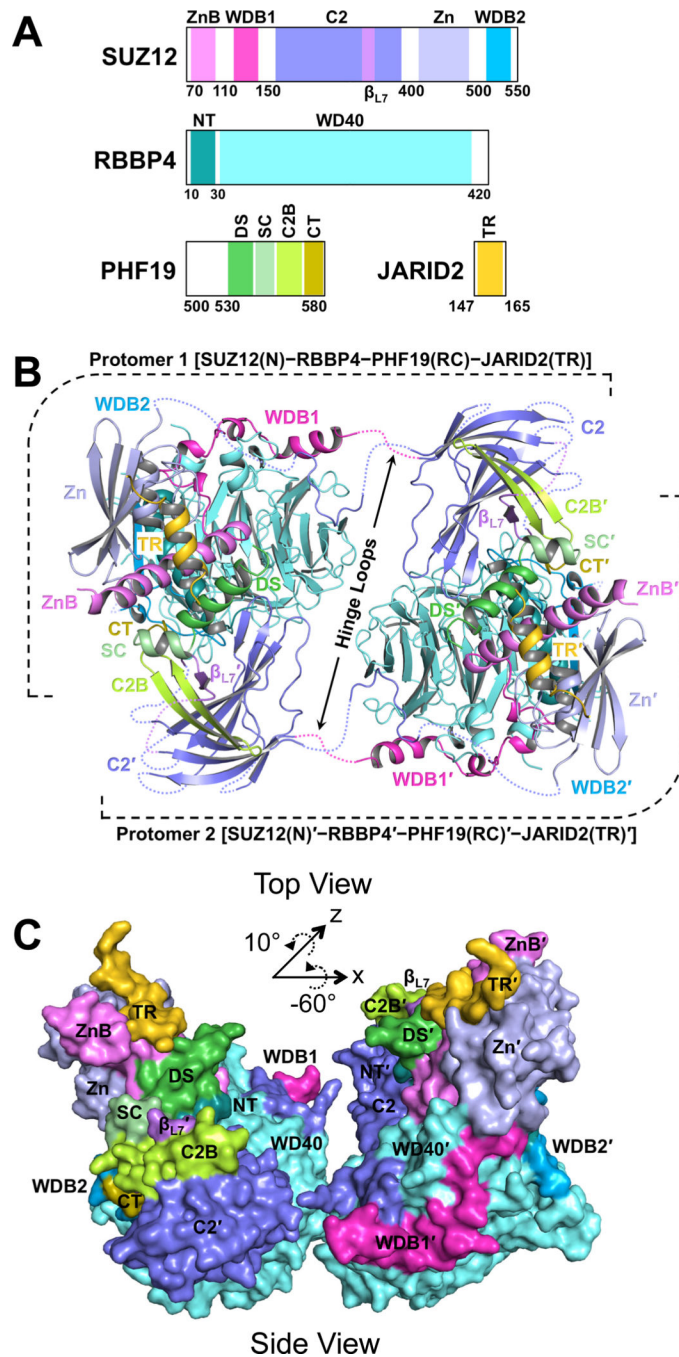 A
ZnB WDB1 C2 Zn WDB2
SUZ12
70 110 150 βL7 400 500 550
NT WD40
RBBP4
10 30 420
DS SC C2B CT TR
PHF19 JARID2
500 530 580 147 165
B
Protomer 1 [SUZ12(N)–RBBP4–PHF19(RC)–JARID2(TR)]
WDB2 WDB1 C2
Zn
C2B′
βL7
SC′
TR CT′
DS
ZnB DS′ ZnB′
CT TR′
SC
Hinge Loops
C2B βL7′ Zn′
C2′
WDB1′ WDB2′
Protomer 2 [SUZ12(N)′–RBBP4′–PHF19(RC)′–JARID2(TR)′]
Top View
C
10° z
-60° x
ZnB′
TR βL7 TR′
C2B′
ZnB DS′ Zn′
WDB1
Zn DS NT′
SC NT C2
βL7′ WD40 WD40′
C2B WDB2′
WDB2
CT
C2′ WDB1′
Side View